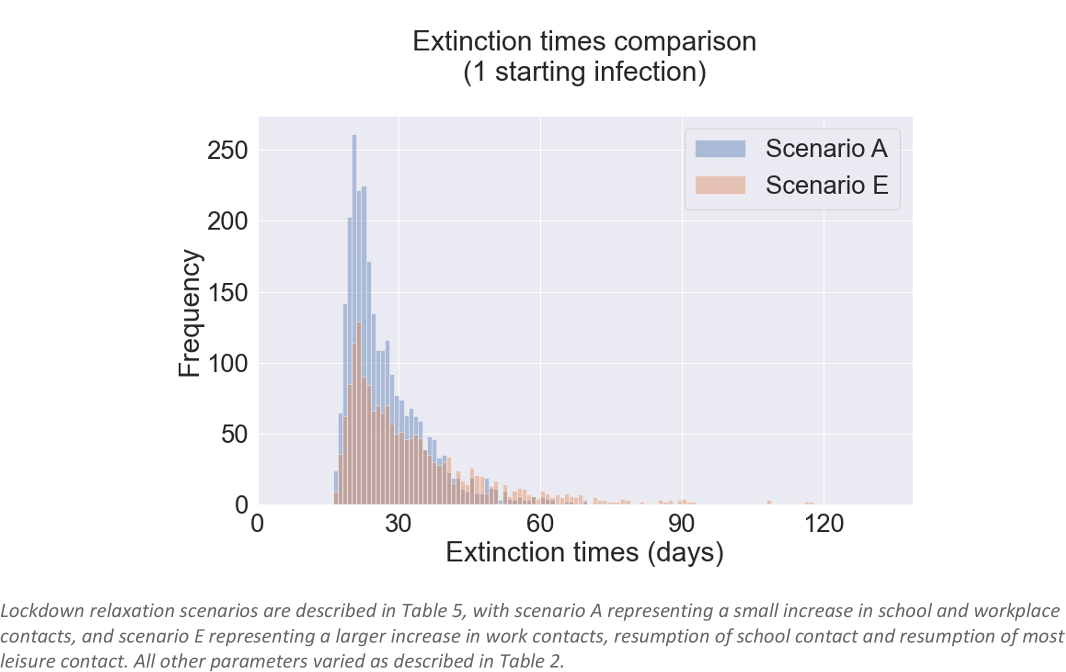 Extinction times comparison
(1 starting infection)
Scenario A
Scenario E
Frequency
250
200
150
100
50
0
0 30 60 90 120
Extinction times (days)
Lockdown relaxation scenarios are described in Table 5, with scenario A representing a small increase in school and workplace
contacts, and scenario E representing a larger increase in work contacts, resumption of school contact and resumption of most
leisure contact. All other parameters varied as described in Table 2.